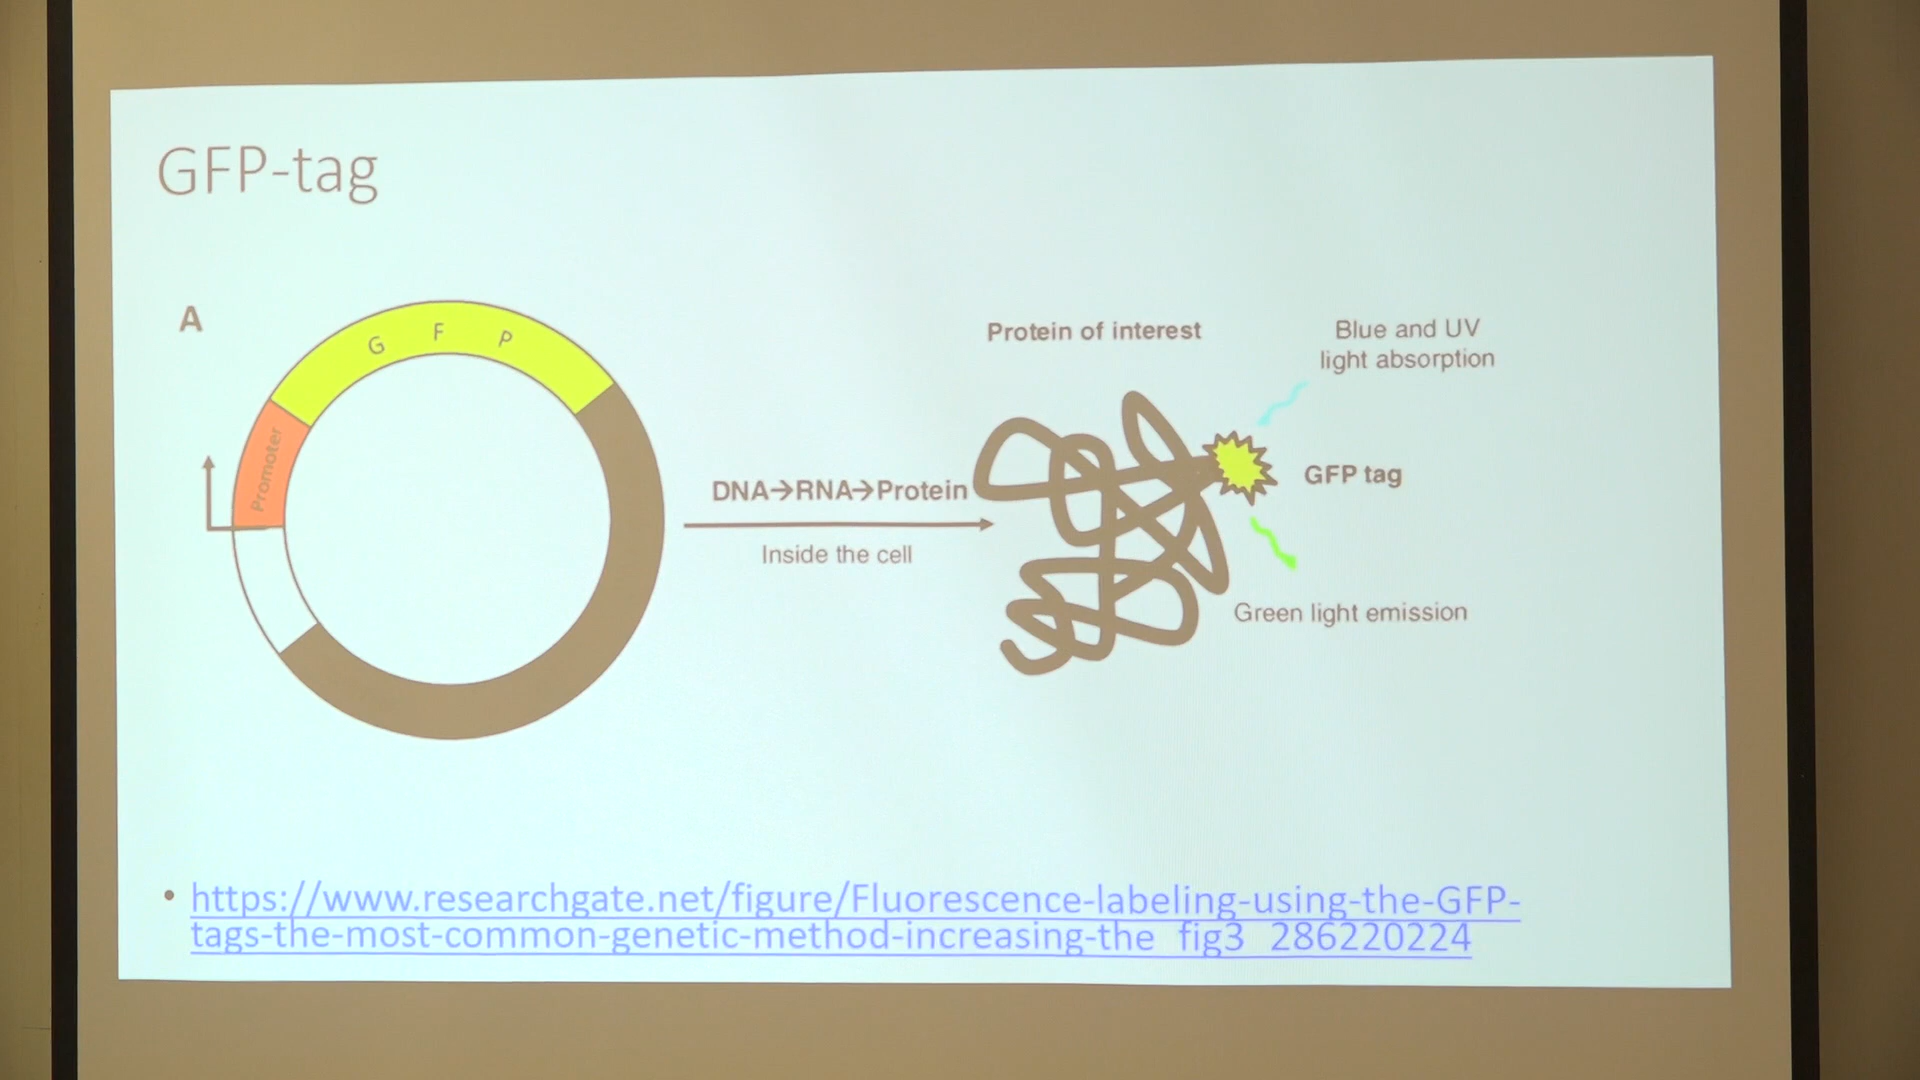 GFP-tag
A
G F P
Promoter
DNA→RNA→Protein
Inside the cell
Protein of interest
Blue and UV
light absorption
GFP tag
Green light emission
• https://www.researchgate.net/figure/Fluorescence-labeling-using-the-GFP-
tags-the-most-common-genetic-method-increasing-the_fig3_286220224